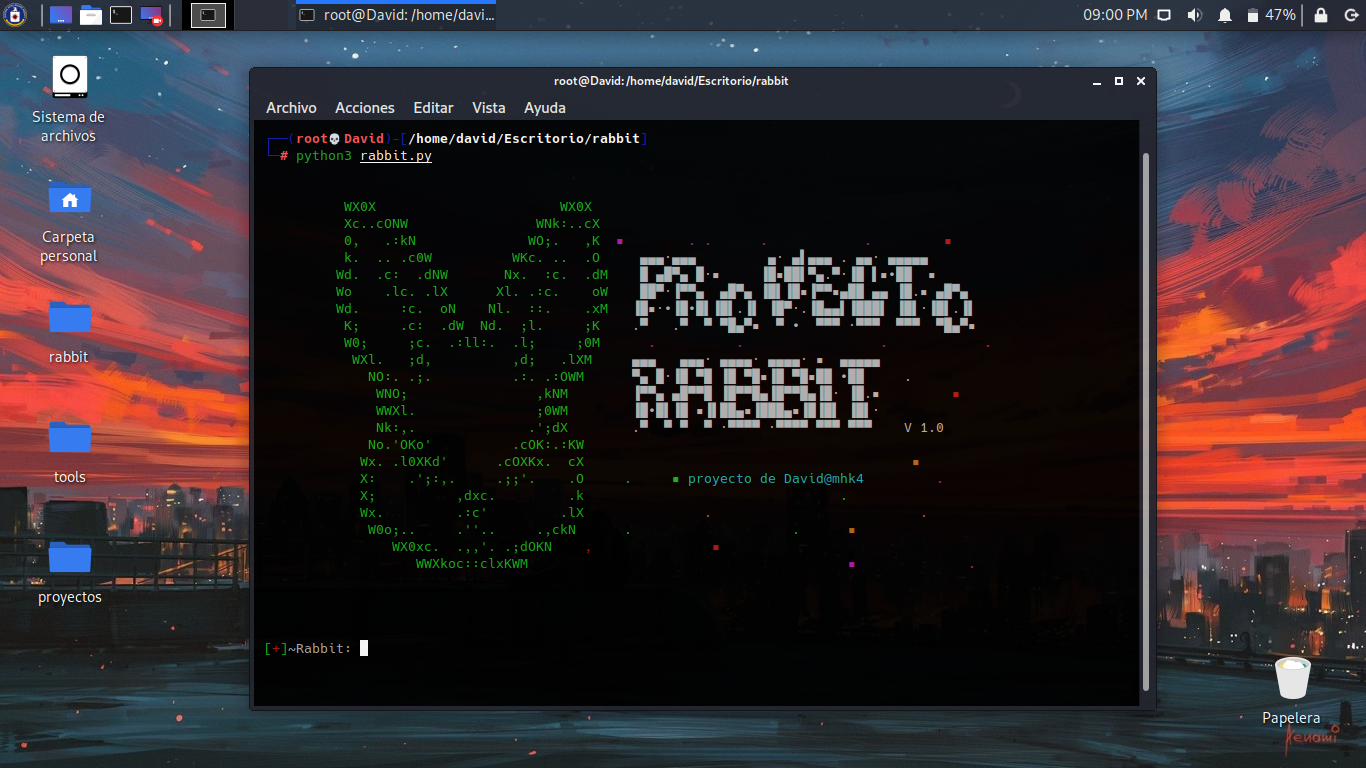 root@David: /home/davi...
09:00 PM
47%
root@David:/home/david/Escritorio/rabbit
Archivo Acciones Editar Vista Ayuda
Sistema de
archivos
Carpeta
personal
rabbit
tools
proyectos
Papelera
Aenami
(root💀David)-[/home/david/Escritorio/rabbit]
# python3 rabbit.py
WX0X WX0X
Xc..cONW WNk:..cX
0, .:kN WO;. ,K
k. .. .c0W WKc. .. .O
Wd. .c: .dNW Nx. :c. .dM
Wo .lc. .lX Xl. .:c. oW
Wd. :c. oN Nl. ::. .xM
K; .c: .dW Nd. ;l. ;K
W0; ;c. .:ll:. .l; ;0M
WXl. ;d, ,d; .lXM
NO:. .;. .:. .:OWM
WNO; ,kNM
WWXl. ;0WM
Nk:,. .';dX
No.'OKo' .cOK:.:KW
Wx. .l0XKd' .cOXKx. cX
X: .';:,. .;;'. .O
X; ,dxc. .k
Wx. .:c' .lX
W0o;.. .''.. .,ckN
WX0xc. .,,'. .;dOKN
WWXkoc::clxKWM
V 1.0
proyecto de David@mhk4
[+]~Rabbit: